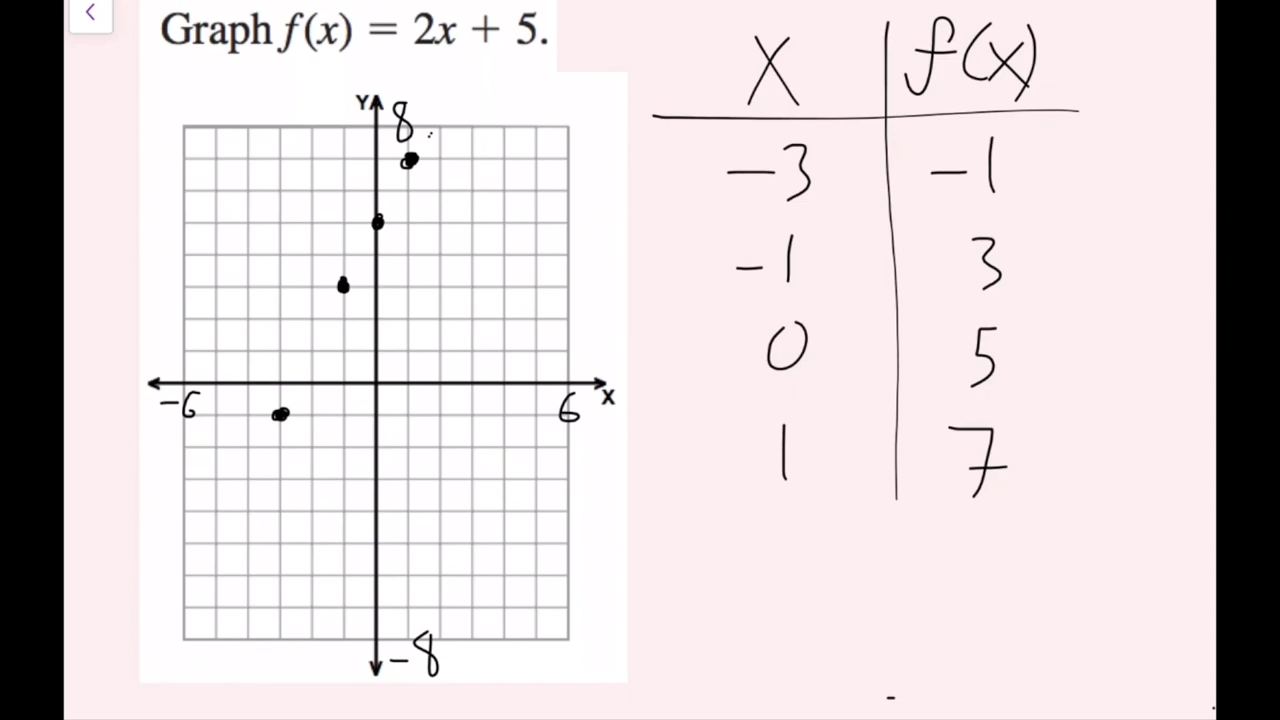 Graph f(x) = 2x + 5.
Y
8
-6
6
X
-8
X f(x)
-3 -1
-1 3
0 5
1 7